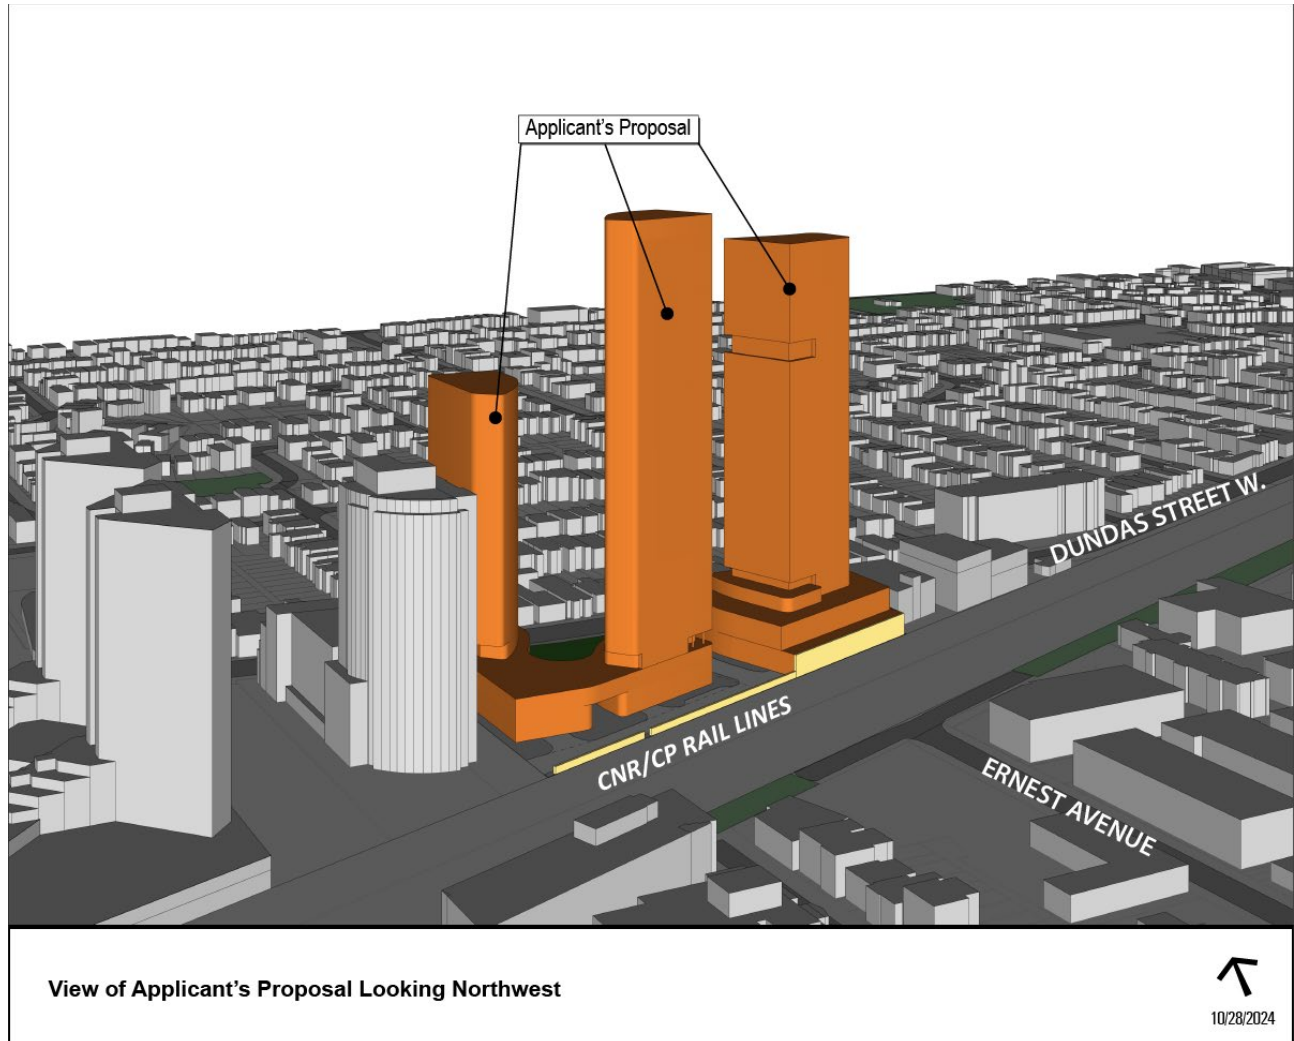 Applicant's Proposal
DUNDAS STREET W.
CNR/CP RAIL LINES
ERNEST AVENUE
View of Applicant's Proposal Looking Northwest
10/28/2024